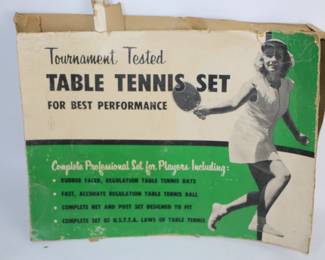 Tournament Tested
TABLE TENNIS SET
FOR BEST PERFORMANCE
Complete Professional Set for Players Including:
• RUBBER FACED, REGULATION TABLE TENNIS BATS
• FAST, ACCURATE REGULATION TABLE TENNIS BALL
• COMPLETE NET AND POST SET DESIGNED TO FIT
• COMPLETE SET OF U.S.T.T.A. LAWS OF TABLE TENNIS